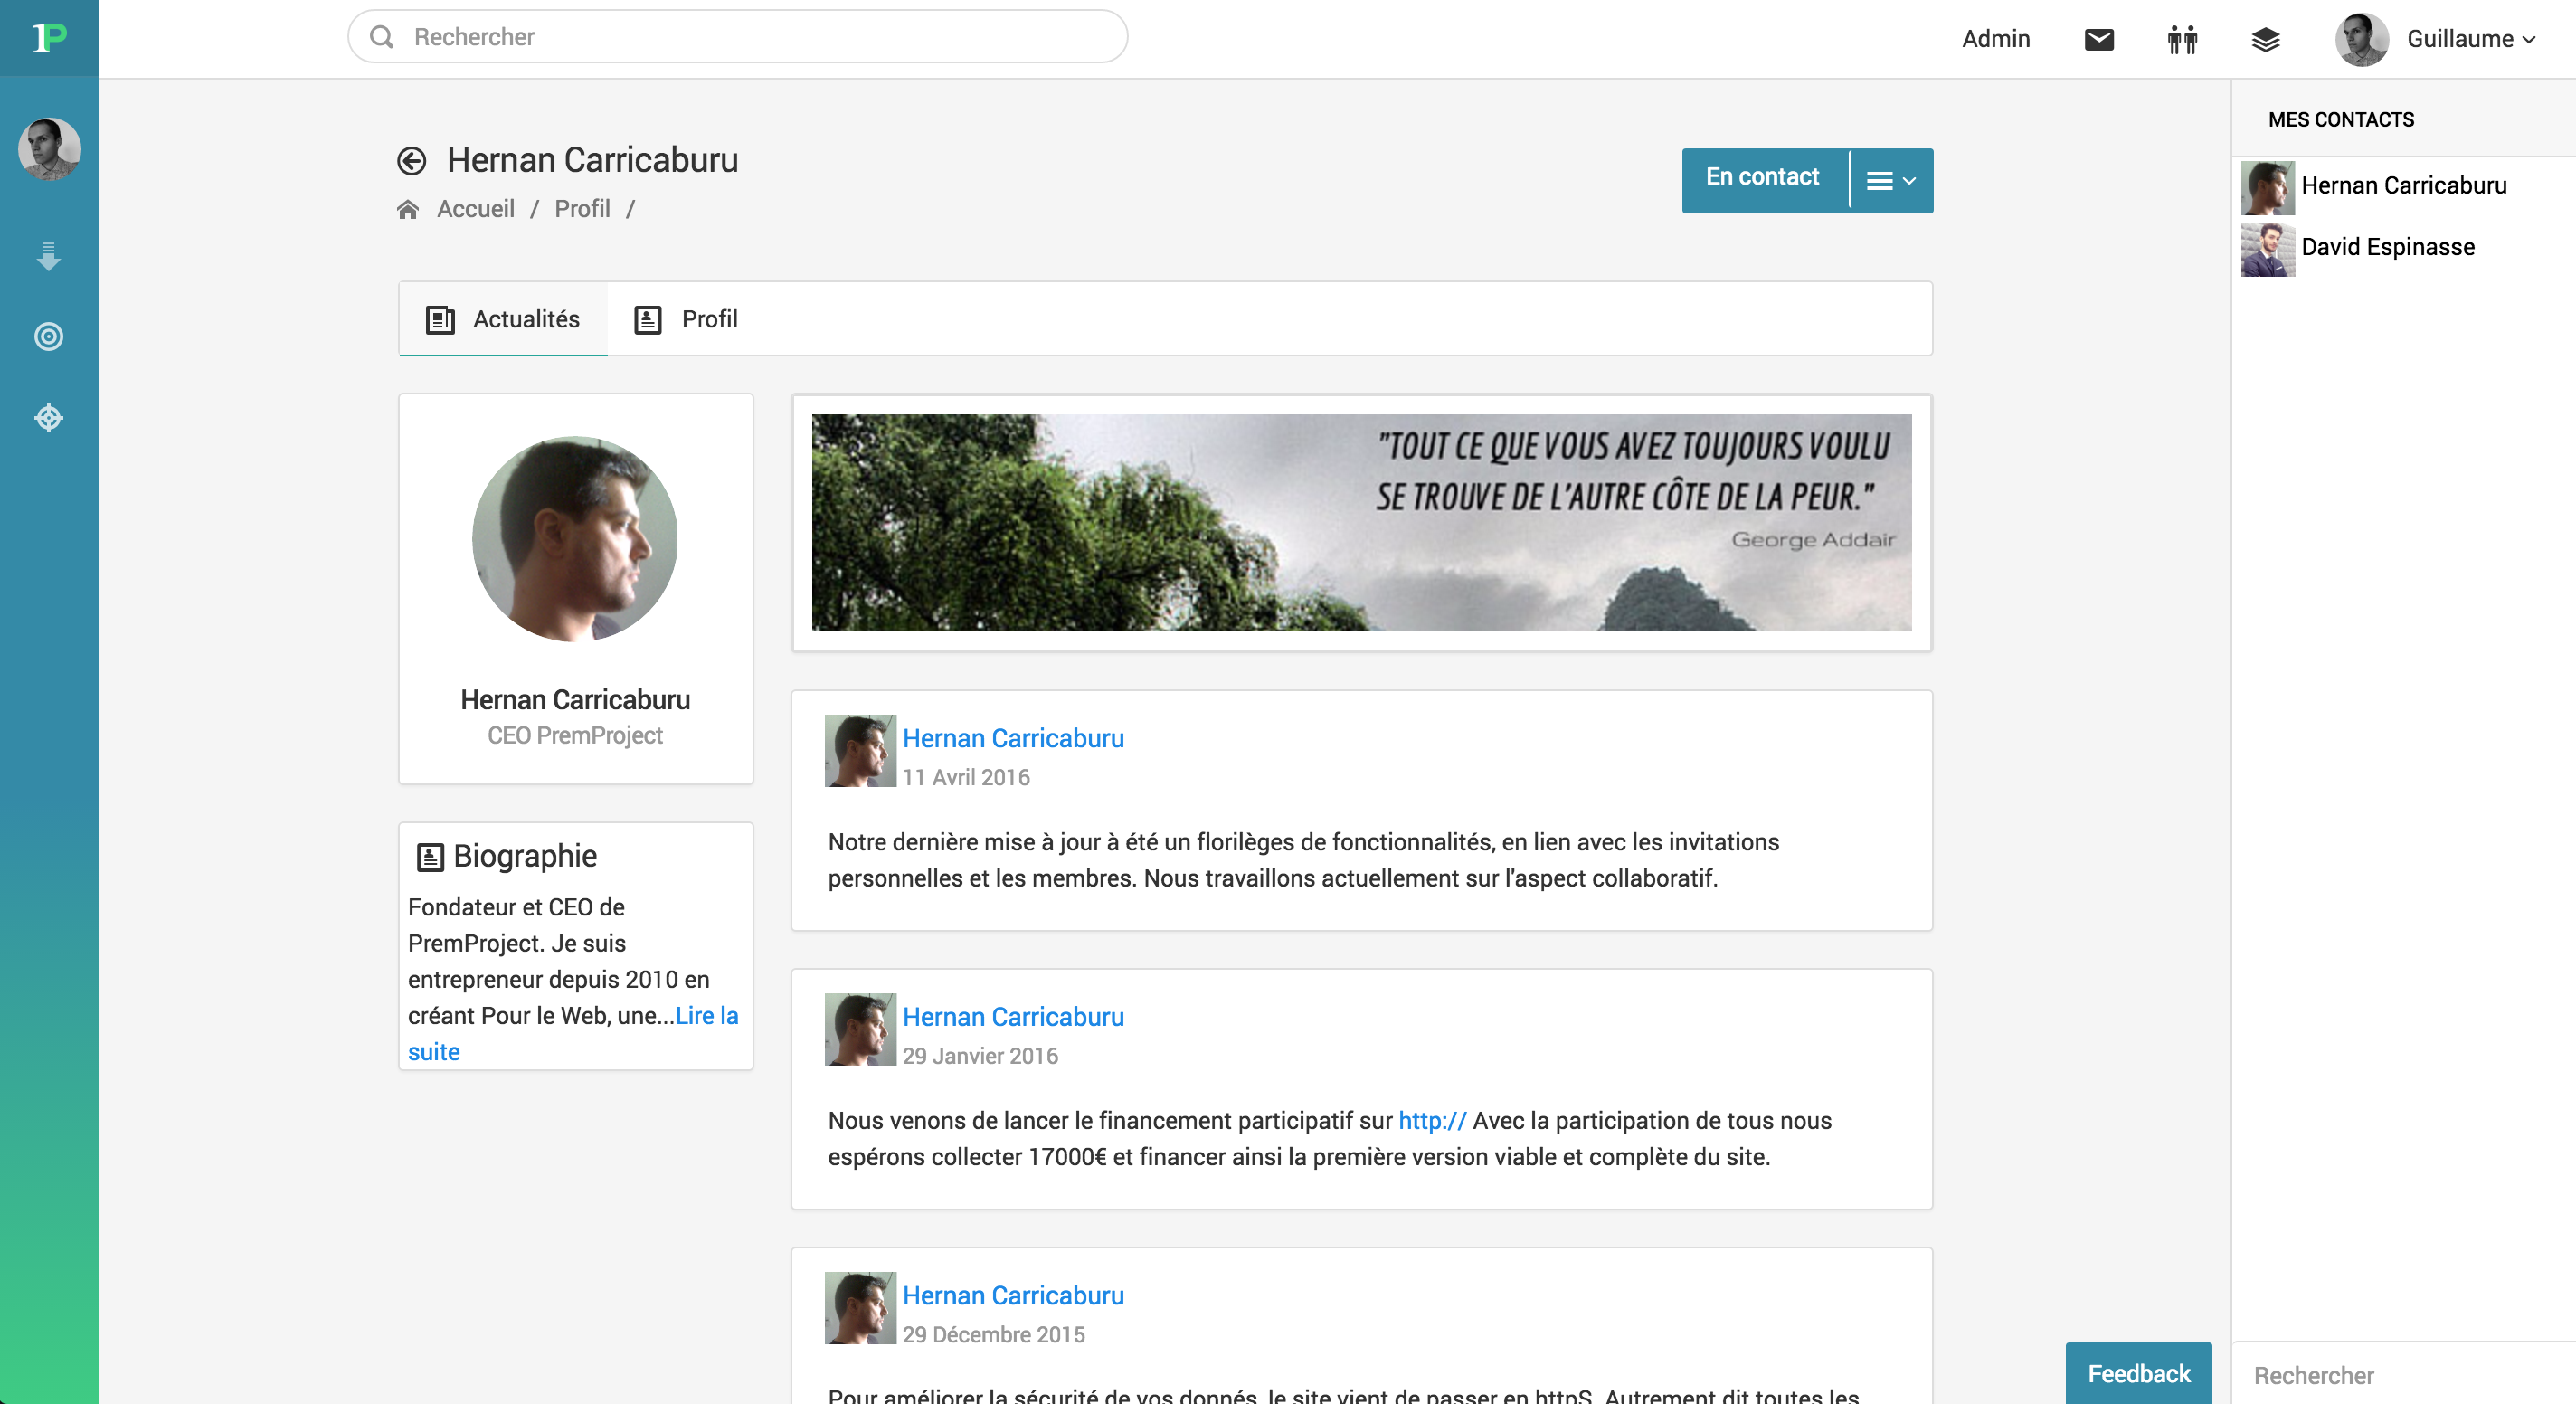 1P
Rechercher
Admin
Guillaume
MES CONTACTS
Hernan Carricaburu
David Espinasse
Hernan Carricaburu
En contact
Accueil / Profil /
Actualités
Profil
"TOUT CE QUE VOUS AVEZ TOUJOURS VOULU
SE TROUVE DE L'AUTRE CÔTE DE LA PEUR."
George Addair
Hernan Carricaburu
CEO PremProject
Biographie
Fondateur et CEO de
PremProject. Je suis
entrepreneur depuis 2010 en
créant Pour le Web, une...Lire la
suite
Hernan Carricaburu
11 Avril 2016
Notre dernière mise à jour à été un florilèges de fonctionnalités, en lien avec les invitations
personnelles et les membres. Nous travaillons actuellement sur l'aspect collaboratif.
Hernan Carricaburu
29 Janvier 2016
Nous venons de lancer le financement participatif sur http:// Avec la participation de tous nous
espérons collecter 17000€ et financer ainsi la première version viable et complète du site.
Hernan Carricaburu
29 Décembre 2015
Pour améliorer la sécurité de vos donnés, le site vient de passer en httpS. Autrement dit toutes les
Feedback
Rechercher